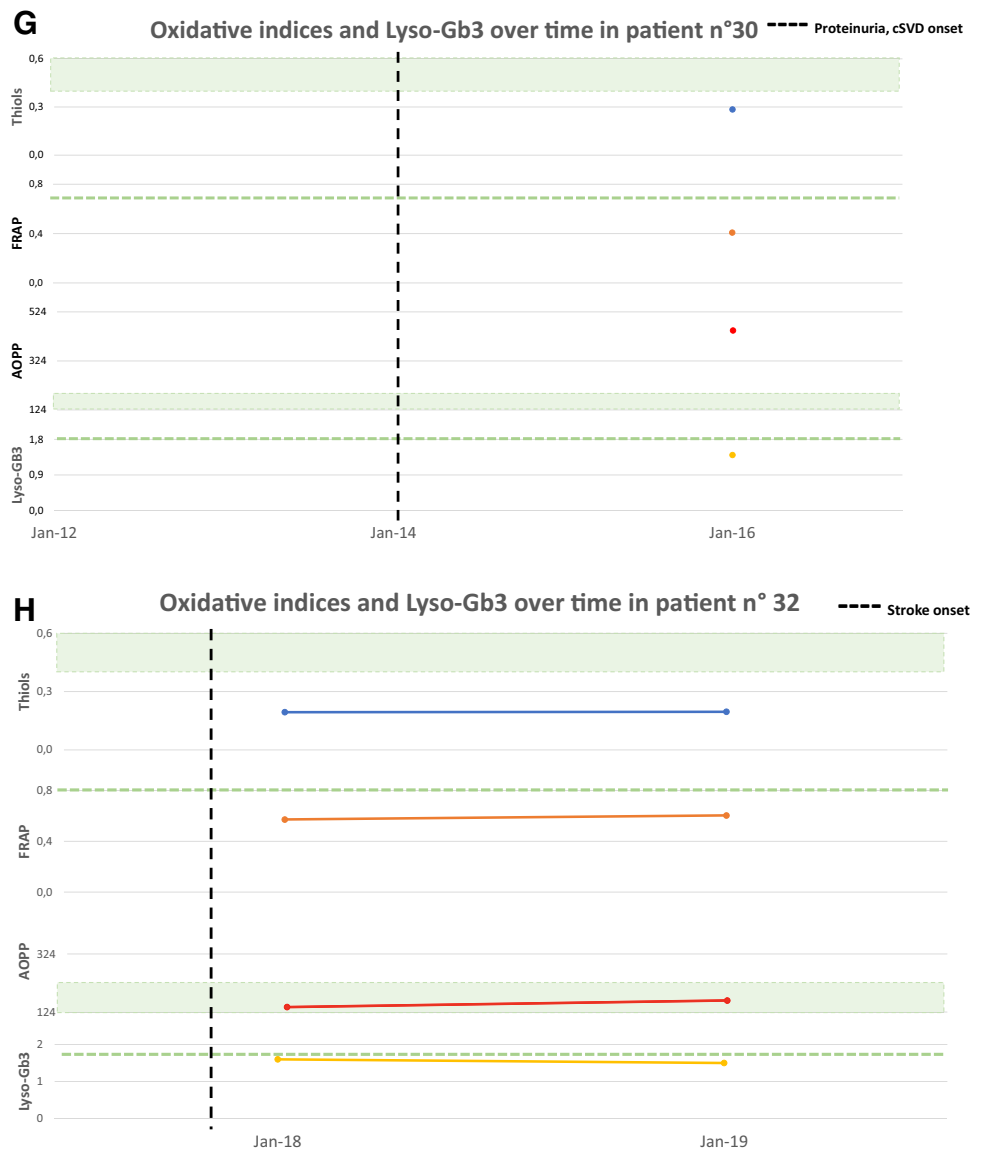 G
Oxidative indices and Lyso-Gb3 over time in patient n°30
Proteinuria, cSVD onset
Thiols
0,6
0,3
0,0
FRAP
0,8
0,4
0,0
AOPP
524
324
124
Lyso-GB3
1,8
0,9
0,0
Jan-12 Jan-14 Jan-16
H
Oxidative indices and Lyso-Gb3 over time in patient n° 32
Stroke onset
Thiols
0,6
0,3
0,0
FRAP
0,8
0,4
0,0
AOPP
324
124
Lyso-Gb3
2
1
0
Jan-18 Jan-19